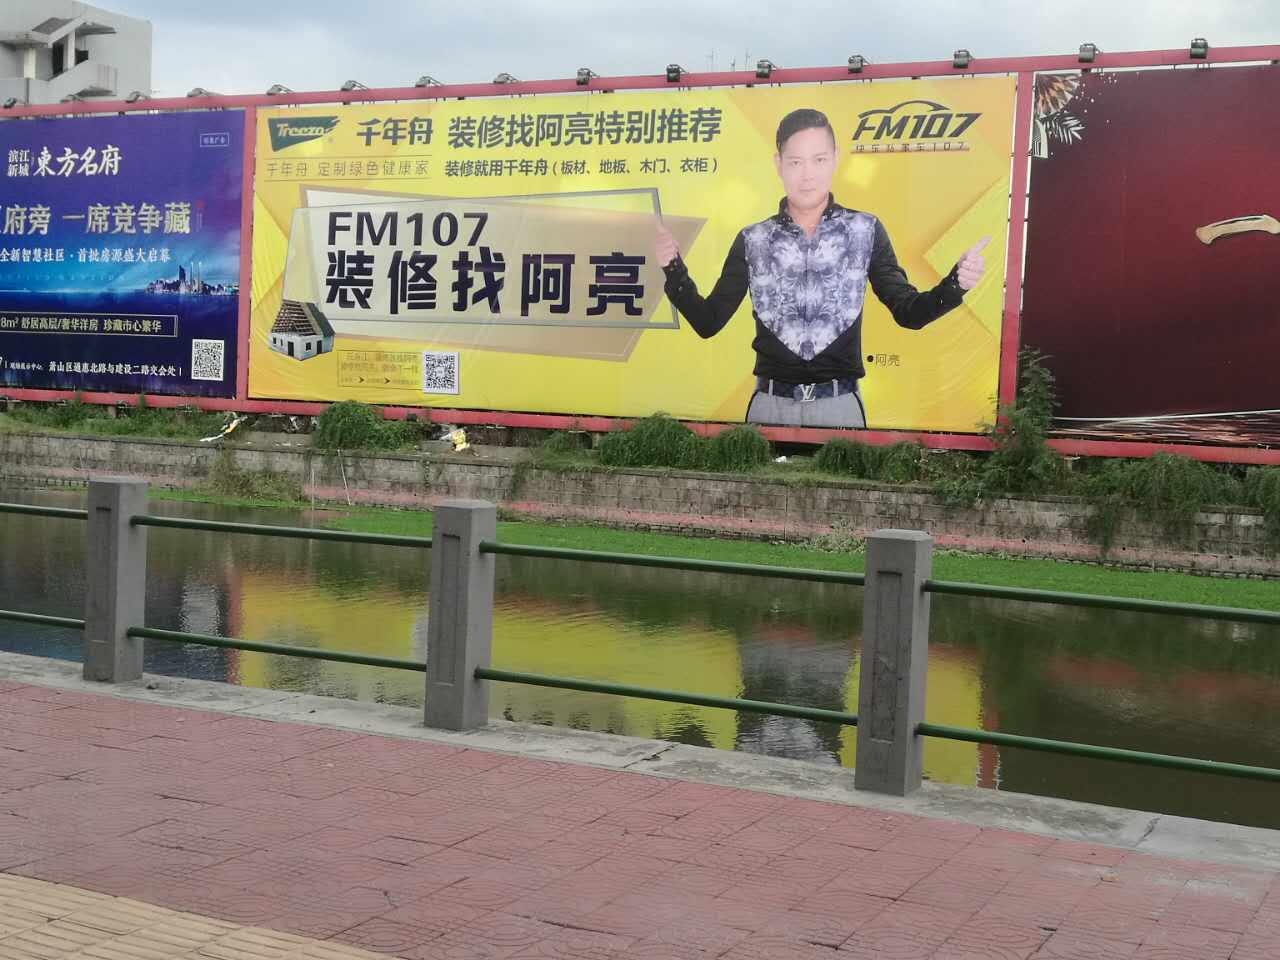 滨江
新城
東方名府
府旁 一席竞争藏
全新智慧社区·首批房源盛大启幕
8m² 舒居高层/奢华洋房 珍藏市心繁华
萧山区通惠北路与建设二路交会处
Treezo
千年舟 装修找阿亮特别推荐
千年舟 定制绿色健康家
装修就用千年舟(板材、地板、木门、衣柜)
FM107
装修找阿亮
FM107
●阿亮
LV